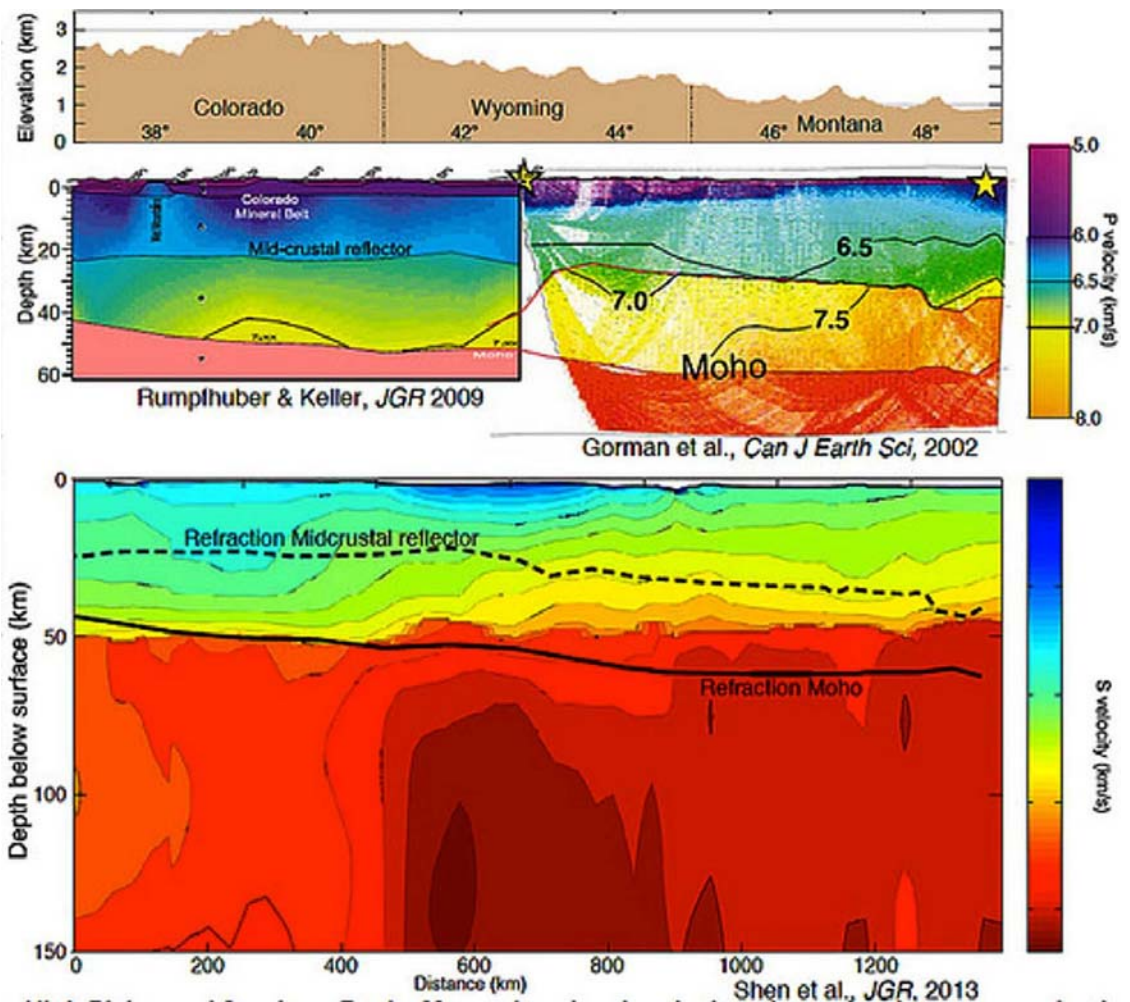 Elevation (km)
3
2
1
0
Colorado
Wyoming
Montana
38° 40° 42° 44° 46° 48°
Depth (km)
0
20
40
60
Colorado
Mineral Belt
Mid-crustal reflector
Moho
6.5
7.0
7.5
Moho
5.0
6.0
6.5
7.0
8.0
P velocity (km/s)
Rumpfhuber & Keller, JGR 2009
Gorman et al., Can J Earth Sci, 2002
Depth below surface (km)
0
50
100
150
Refraction Midcrustal reflector
Refraction Moho
S velocity (km/s)
0 200 400 600 800 1000 1200
Distance (km)
Shen et al., JGR, 2013